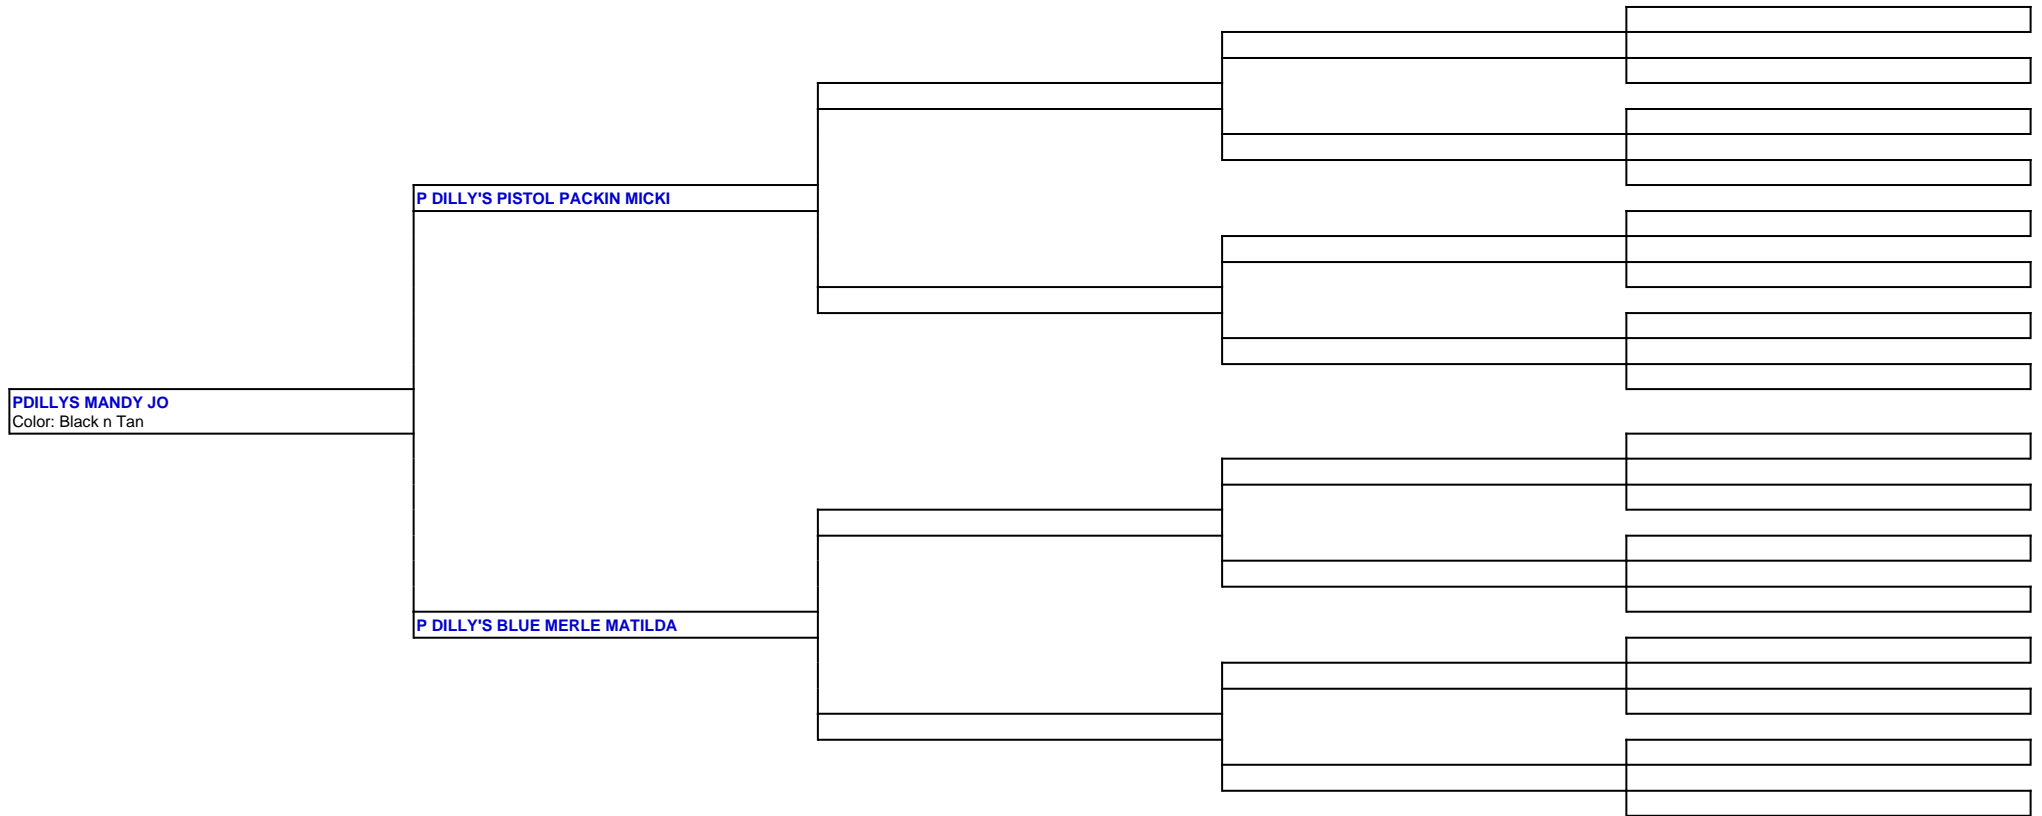 P DILLY'S PISTOL PACKIN MICKI
PDILLYS MANDY JO
Color: Black n Tan
P DILLY'S BLUE MERLE MATILDA